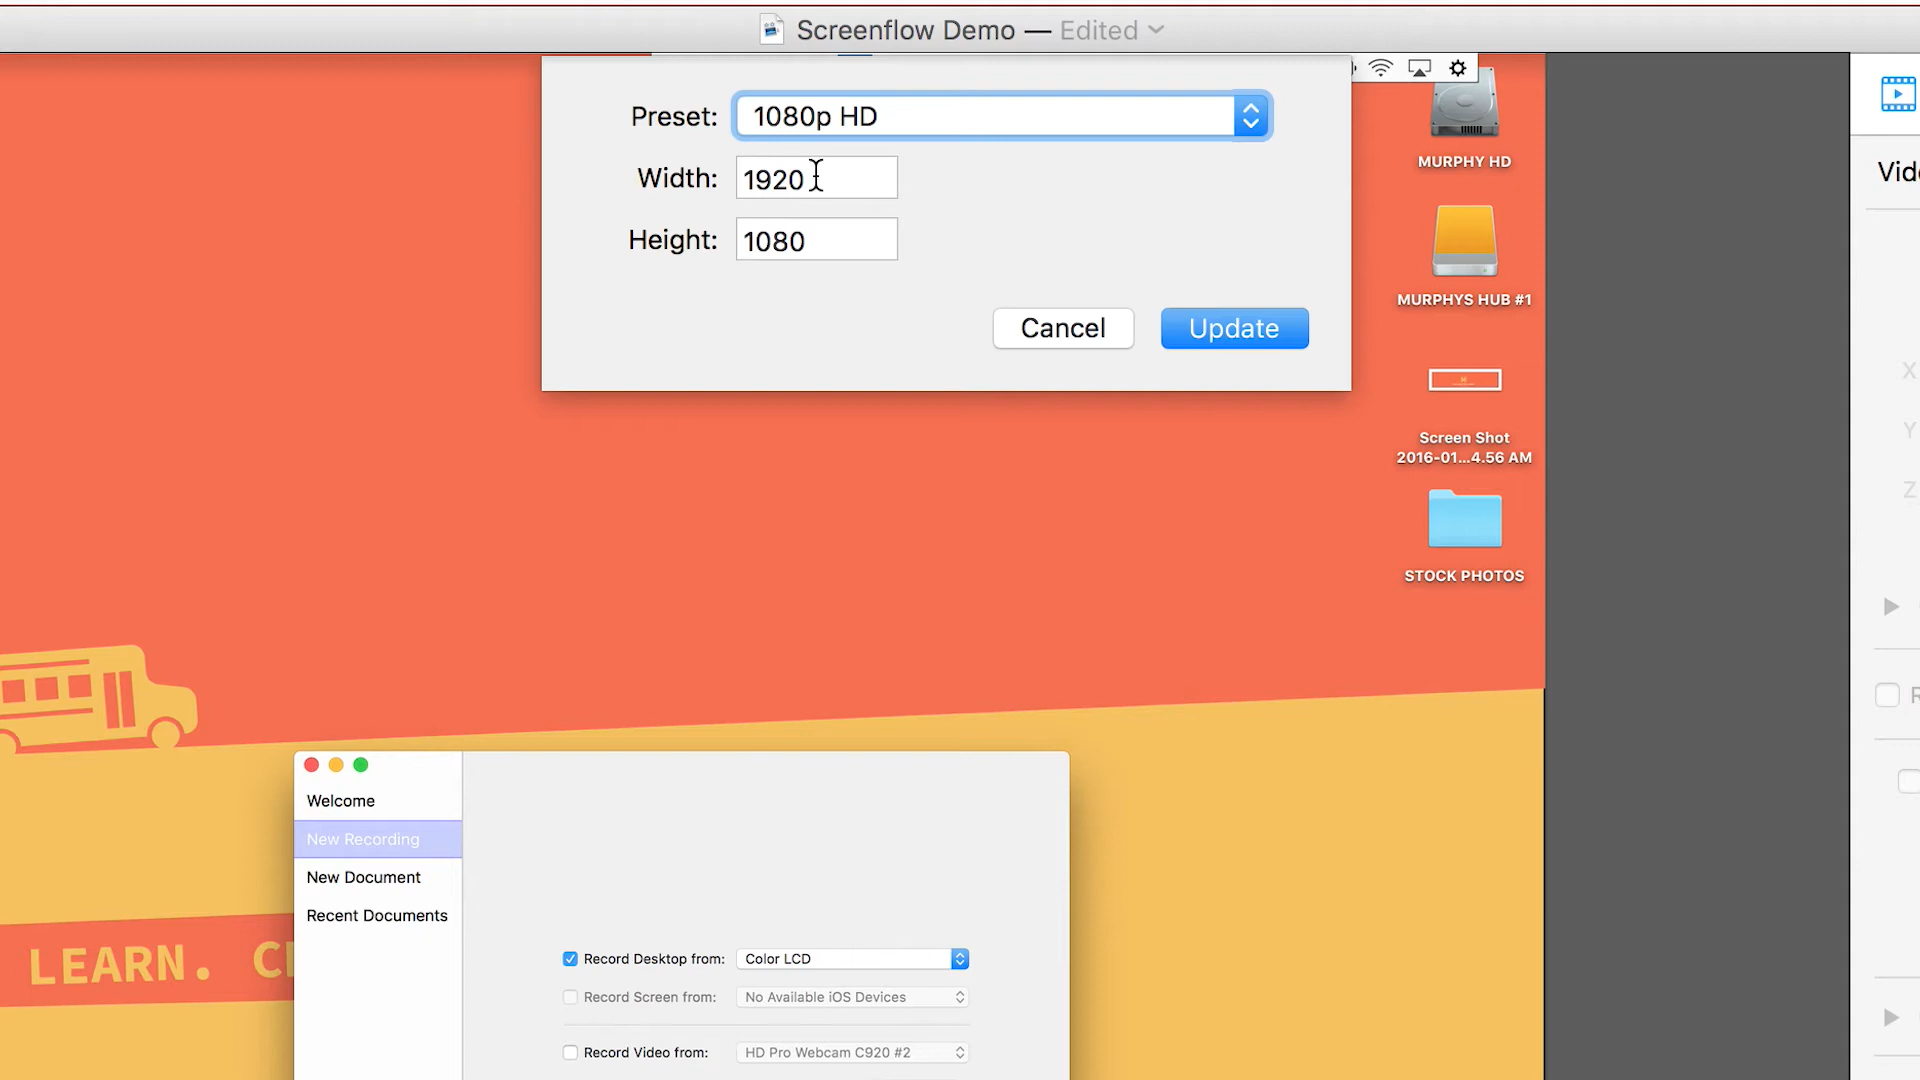 Screenflow Demo — Edited
Preset: 1080p HD
Width: 1920
Height: 1080
Cancel Update
MURPHY HD
MURPHYS HUB #1
Screen Shot
2016-01...4.56 AM
STOCK PHOTOS
X
Y
Z
Welcome
New Recording
New Document
Recent Documents
LEARN.
Record Desktop from: Color LCD
Record Screen from: No Available iOS Devices
Record Video from: HD Pro Webcam C920 #2